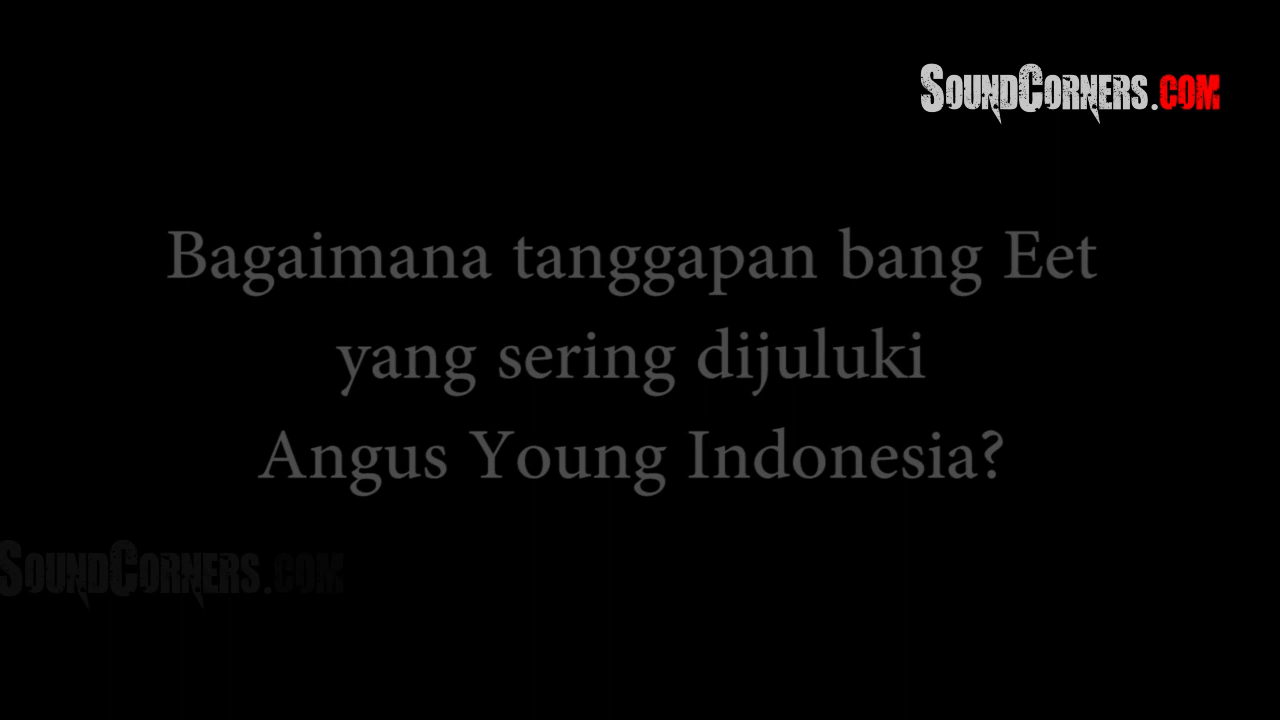 SOUNDCORNERS.COM
Bagaimana tanggapan bang Eet
yang sering dijuluki
Angus Young Indonesia?
SOUNDCORNERS.COM